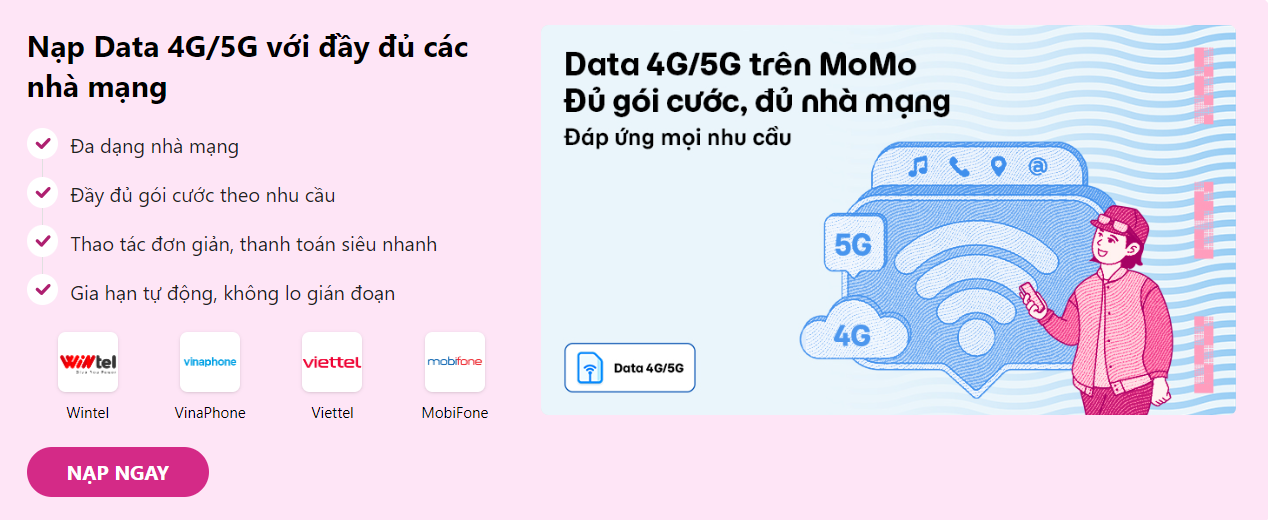 Nạp Data 4G/5G với đầy đủ các
nhà mạng
Đa dạng nhà mạng
Đầy đủ gói cước theo nhu cầu
Thao tác đơn giản, thanh toán siêu nhanh
Gia hạn tự động, không lo gián đoạn
WiNtel
Give You Power
vinaphone
viettel
mobifone
Wintel
VinaPhone
Viettel
MobiFone
NẠP NGAY
Data 4G/5G trên MoMo
Đủ gói cước, đủ nhà mạng
Đáp ứng mọi nhu cầu
@
5G
4G
Data 4G/5G